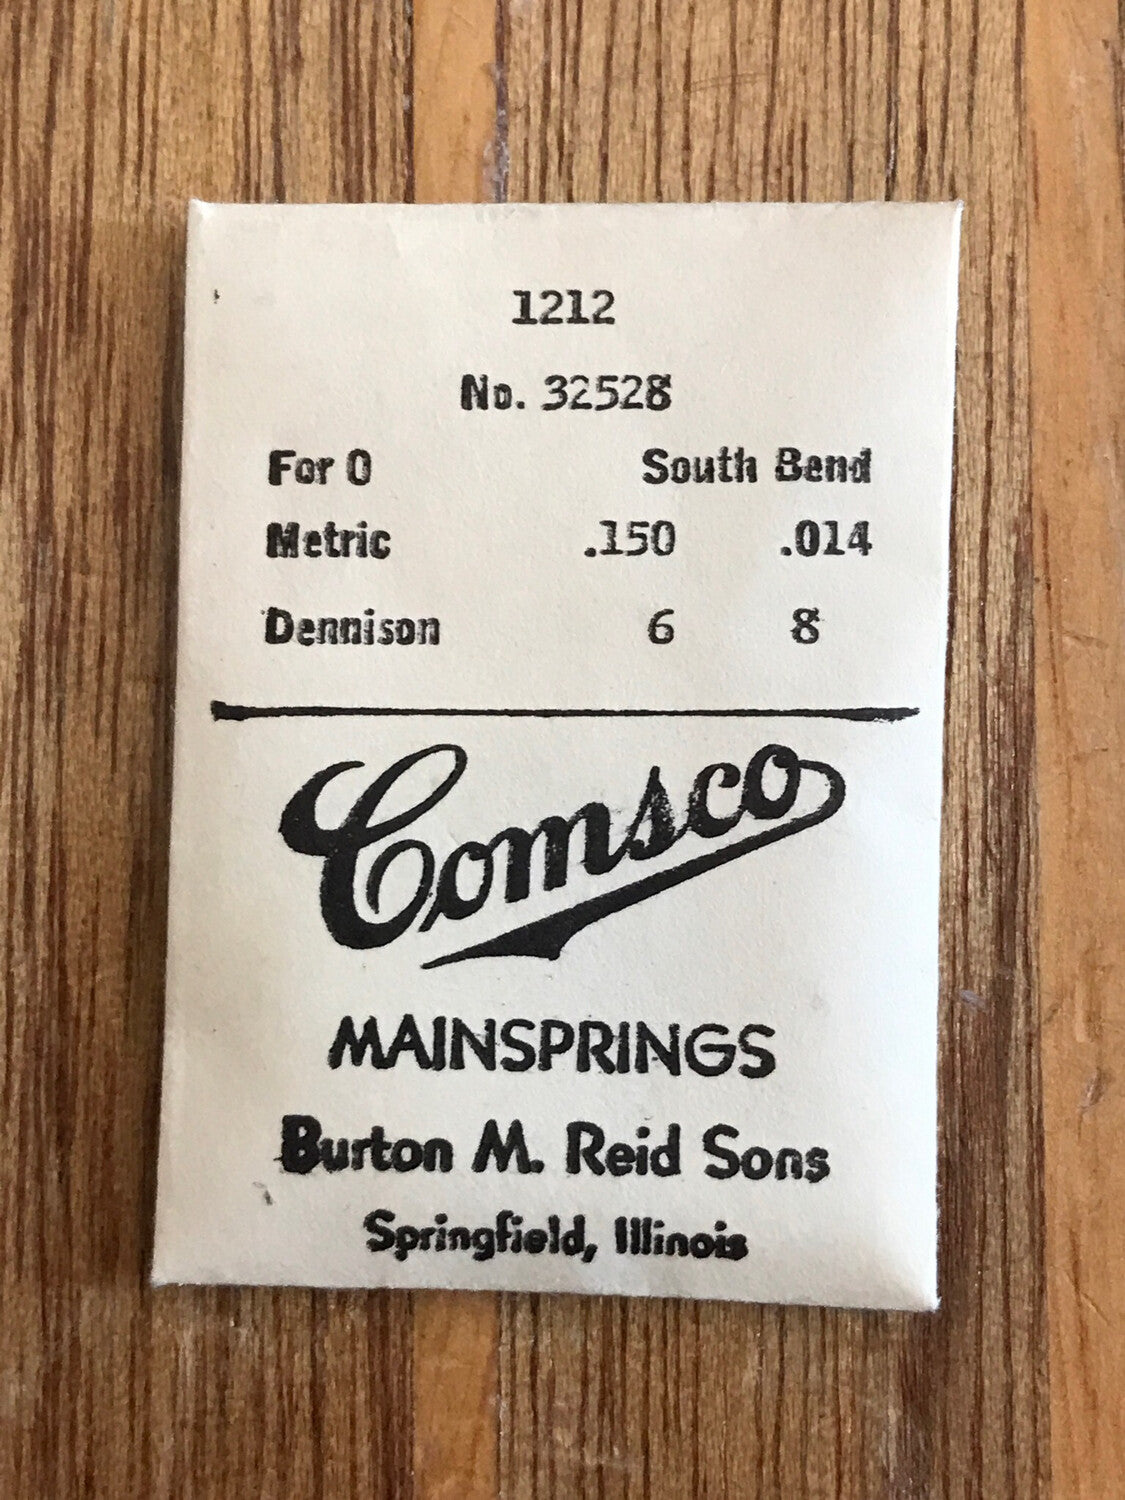 1212
No. 32528
For 0 South Bend
Metric .150 .014
Dennison 6 8
Comsco
MAINSPRINGS
Burton M. Reid Sons
Springfield, Illinois